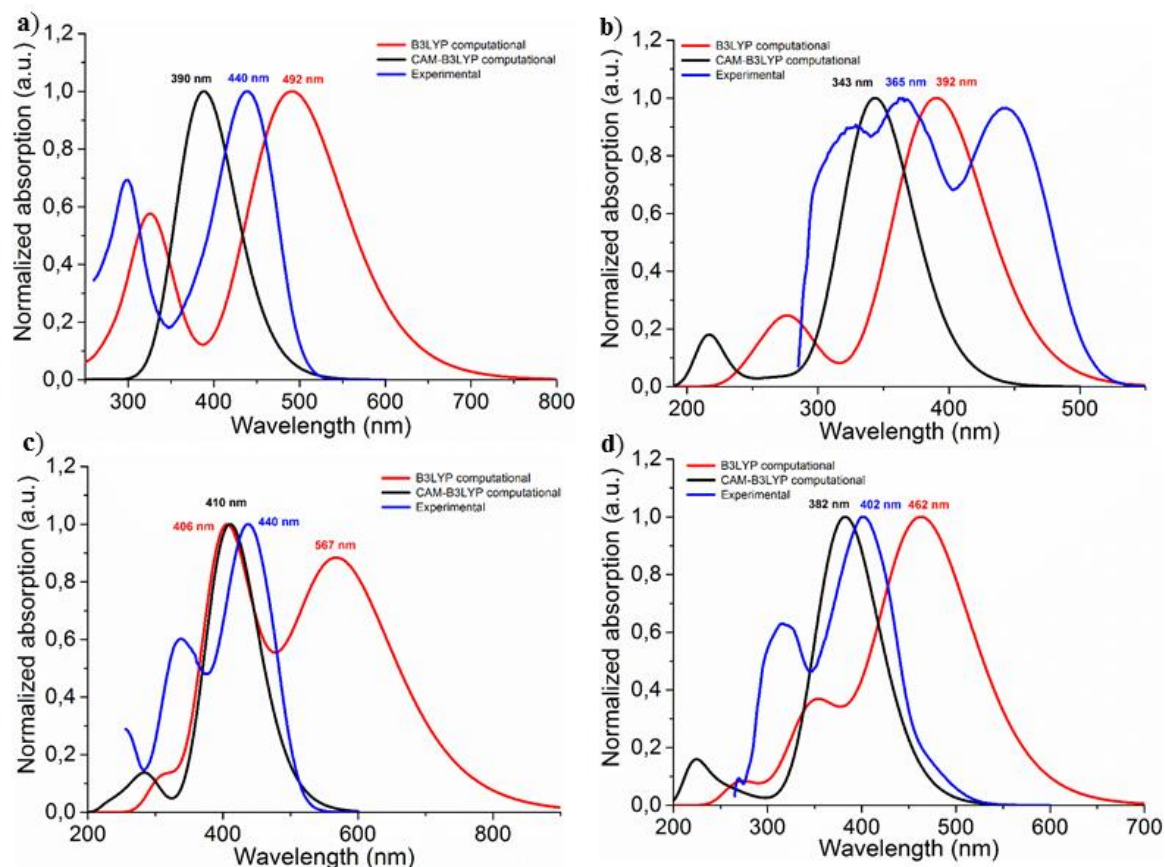 a)
1,2
1,0
0,8
0,6
0,4
0,2
0,0
Normalized absorption (a.u.)
B3LYP computational
CAM-B3LYP computational
Experimental
390 nm 440 nm 492 nm
300 400 500 600 700 800
Wavelength (nm)
b)
1,2
1,0
0,8
0,6
0,4
0,2
0,0
Normalized absorption (a.u.)
B3LYP computational
CAM-B3LYP computational
Experimental
343 nm 365 nm 392 nm
200 300 400 500
Wavelength (nm)
c)
1,2
1,0
0,8
0,6
0,4
0,2
0,0
Normalized absorption (a.u.)
B3LYP computational
CAM-B3LYP computational
Experimental
410 nm
406 nm 440 nm
567 nm
200 400 600 800
Wavelength (nm)
d)
1,2
1,0
0,8
0,6
0,4
0,2
0,0
Normalized absorption (a.u.)
B3LYP computational
CAM-B3LYP computational
Experimental
382 nm 402 nm 462 nm
200 300 400 500 600 700
Wavelength (nm)